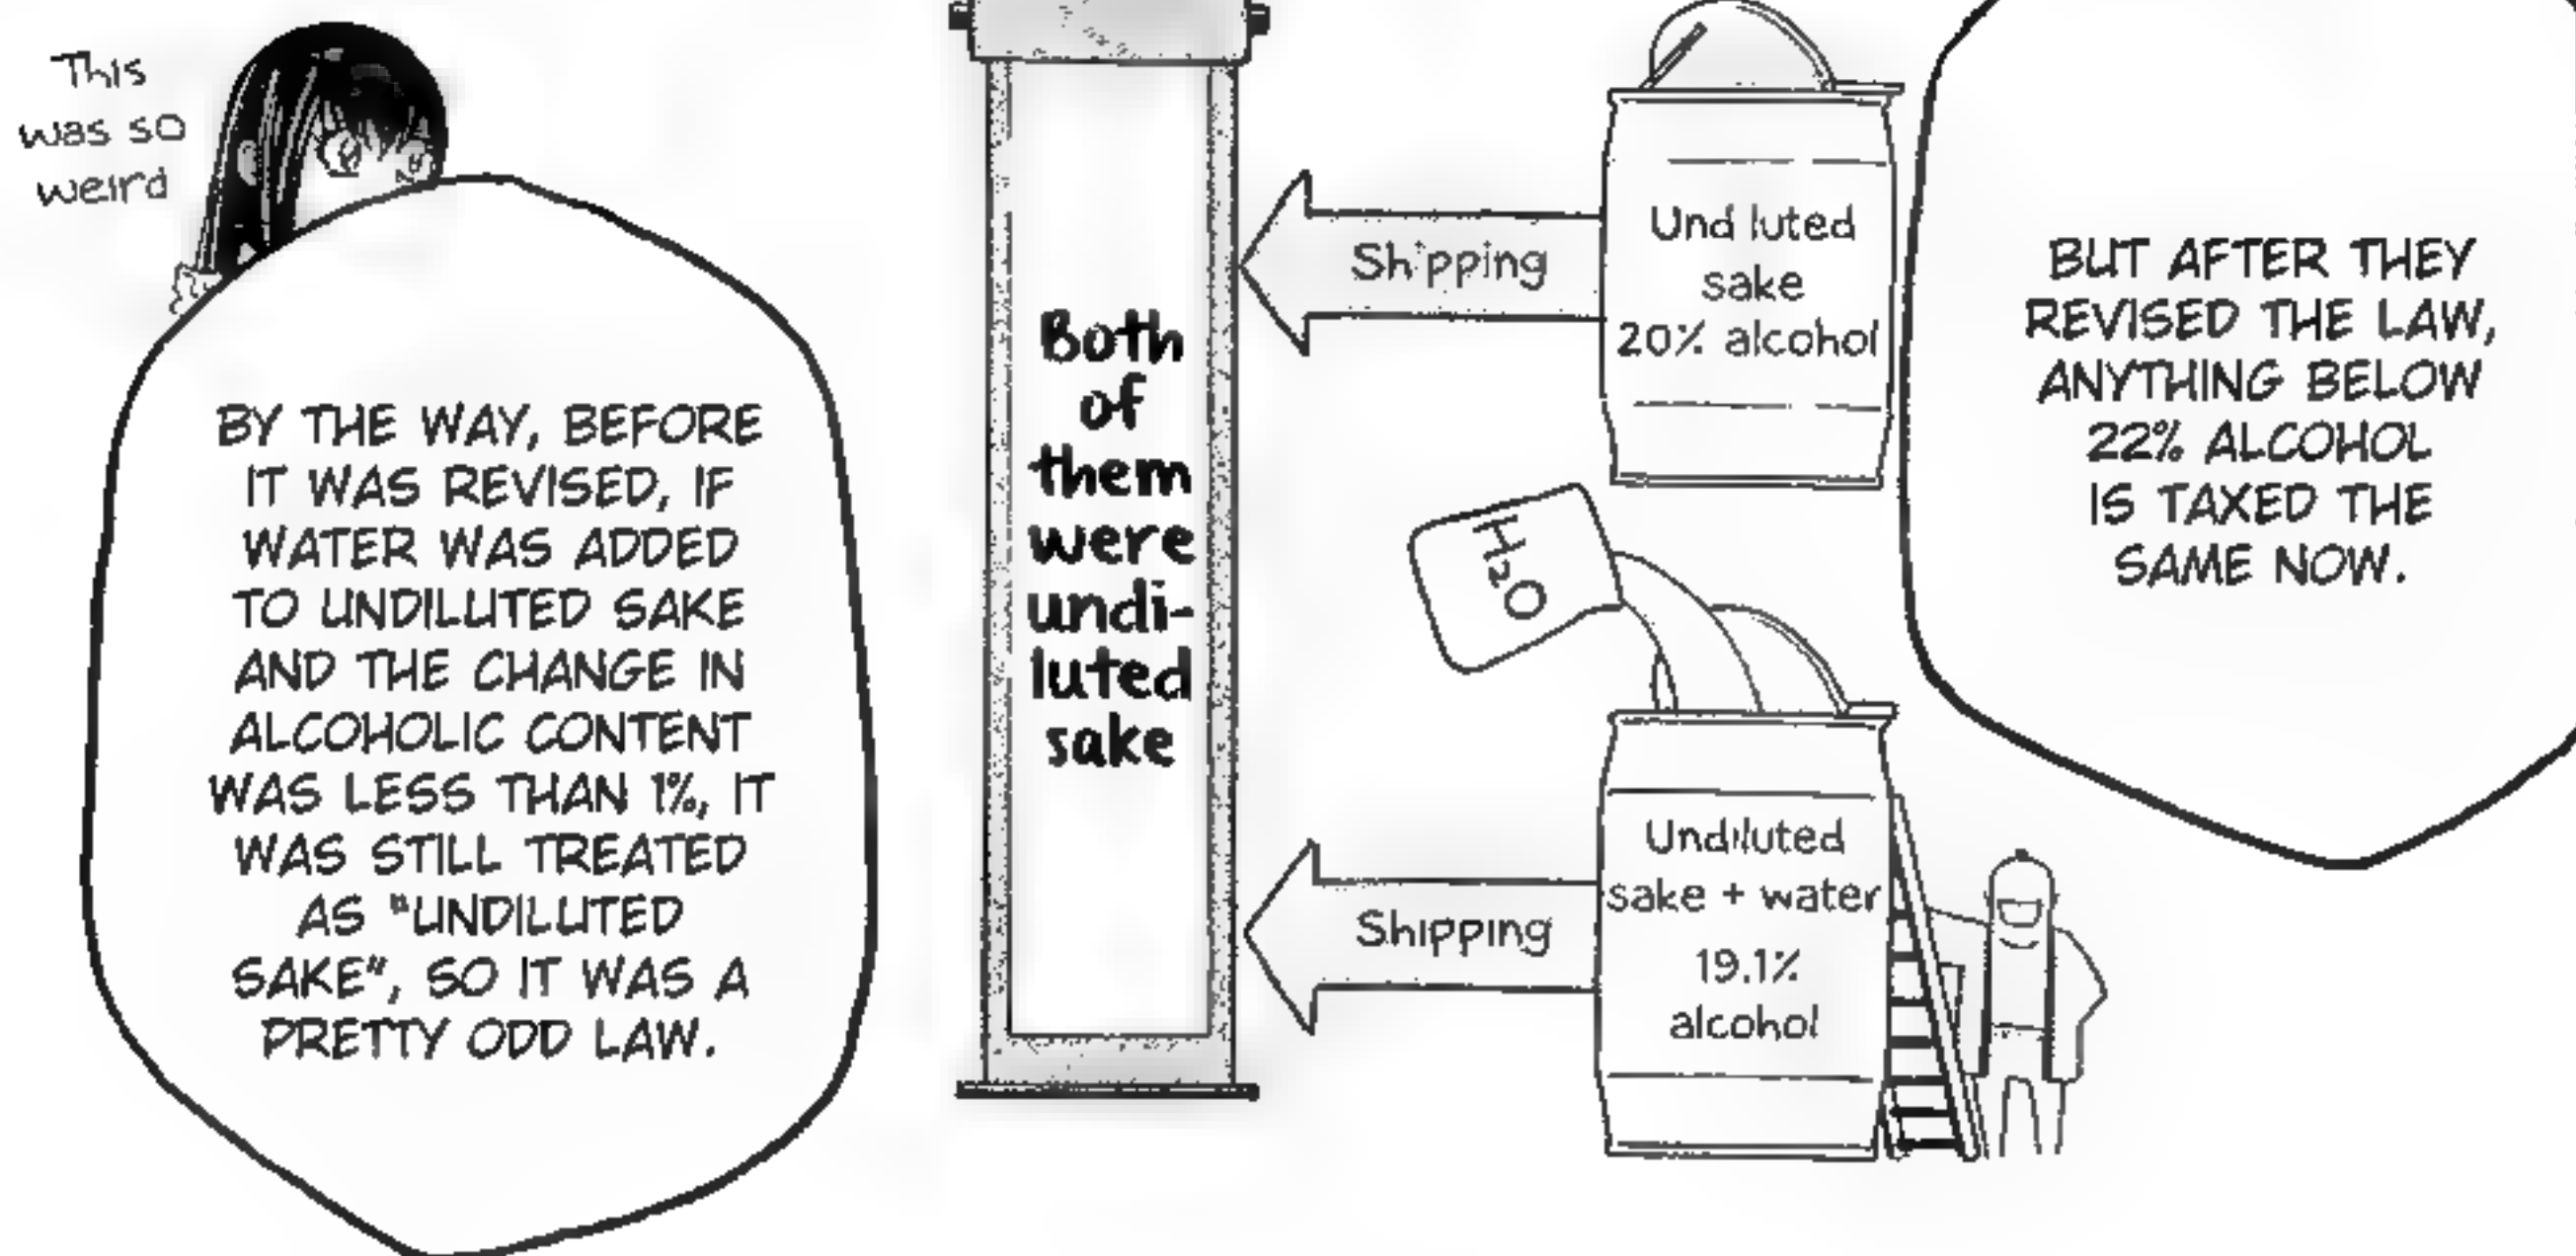 BUT AFTER THEY
REVISED THE LAW,
ANYTHING BELOW
22% ALCOHOL
IS TAXED THE
SAME NOW.
Undiluted
sake
20% alcohol
Shipping
H₂O
Undiluted
sake + water
19.1%
alcohol
Shipping
Both
of
them
were
undi-
luted
sake
This
was so
weird
BY THE WAY, BEFORE
IT WAS REVISED, IF
WATER WAS ADDED
TO UNDILUTED SAKE
AND THE CHANGE IN
ALCOHOLIC CONTENT
WAS LESS THAN 1%, IT
WAS STILL TREATED
AS "UNDILUTED
SAKE", SO IT WAS A
PRETTY ODD LAW.